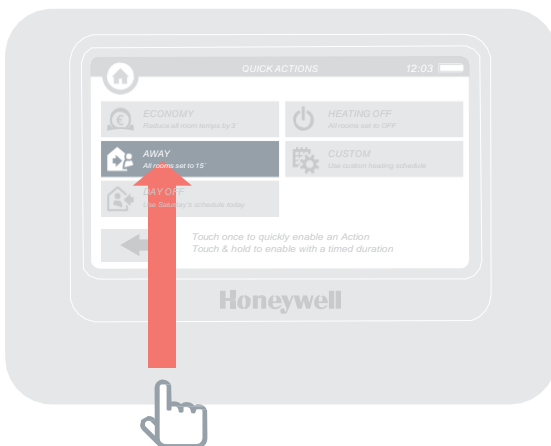 QUICK ACTIONS 12:03
ECONOMY
Reduce all room temps by 3˚
HEATING OFF
All rooms set to OFF
AWAY
All rooms set to 15˚
CUSTOM
Use custom heating schedule
DAY OFF
Use Saturday's schedule today
Touch once to quickly enable an Action
Touch & hold to enable with a timed duration
Honeywell